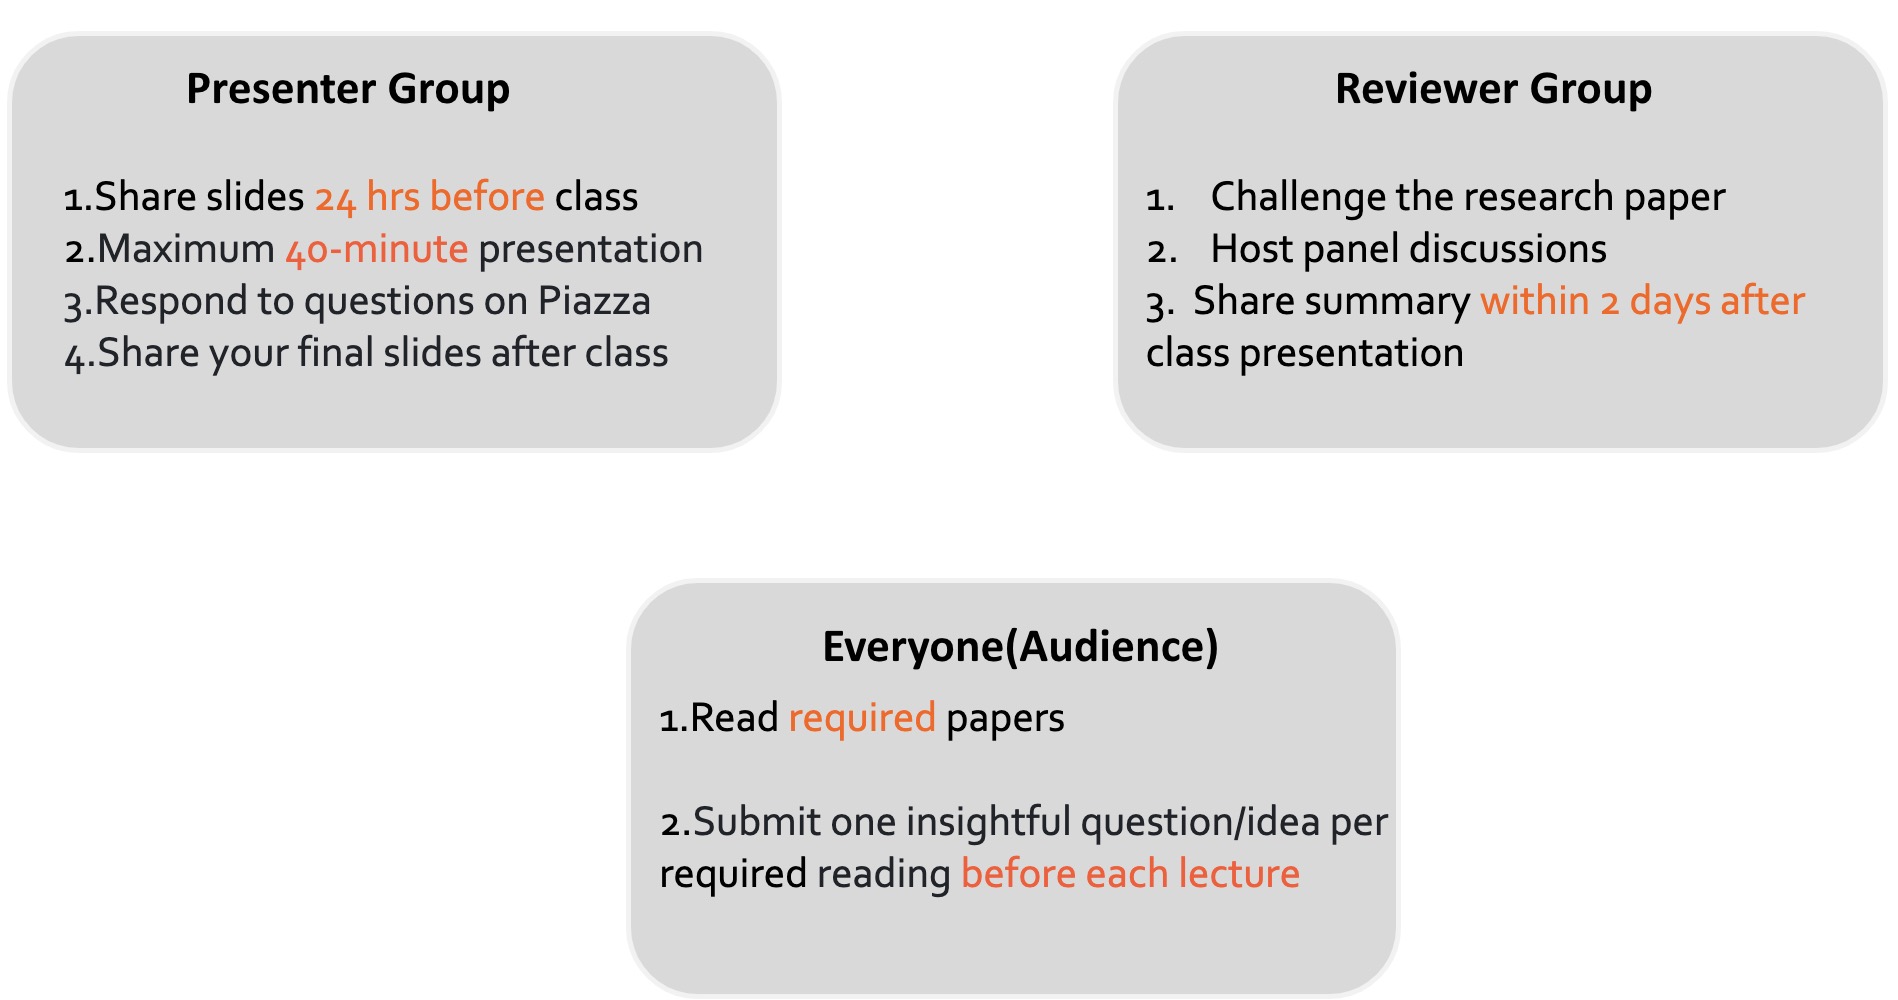 Presenter Group
1.Share slides 24 hrs before class
2.Maximum 40-minute presentation
3.Respond to questions on Piazza
4.Share your final slides after class
Reviewer Group
1. Challenge the research paper
2. Host panel discussions
3. Share summary within 2 days after
class presentation
Everyone(Audience)
1.Read required papers
2.Submit one insightful question/idea per
required reading before each lecture